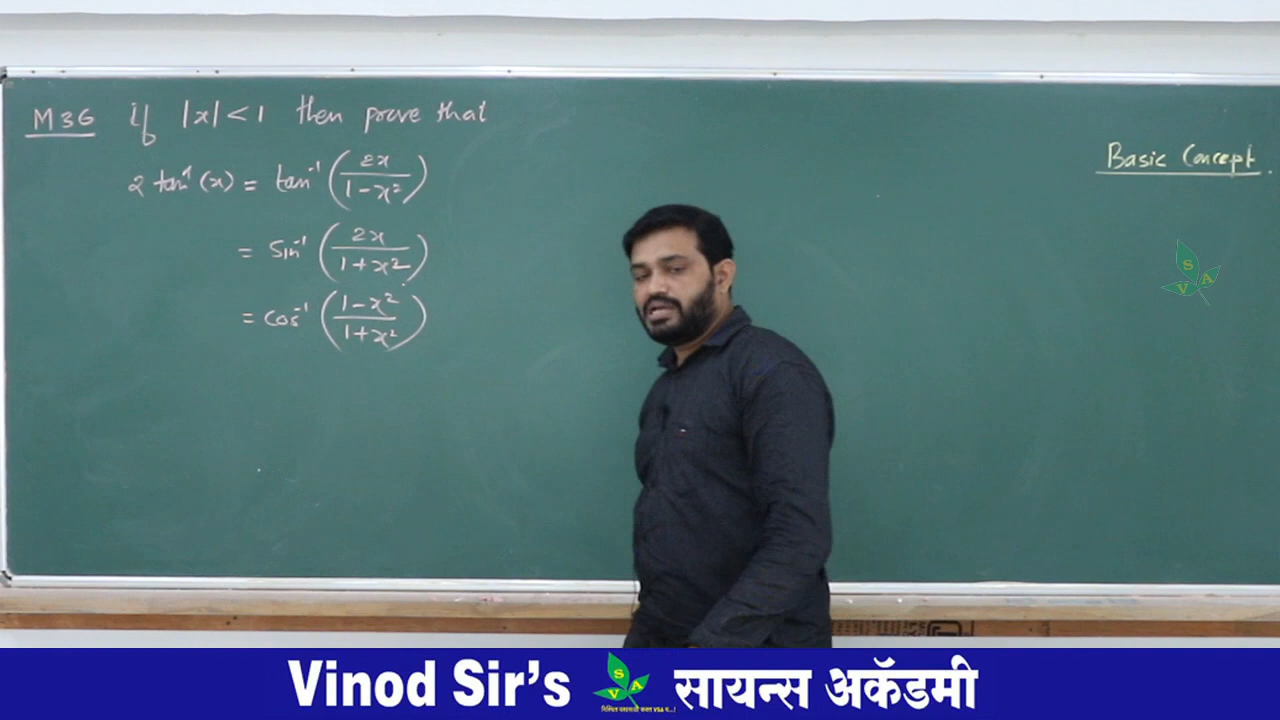 M36 if |x| < 1 then prove that
2 tan⁻¹(x) = tan⁻¹(2x/(1-x²))
= Sin⁻¹(2x/(1+x²))
= Cos⁻¹((1-x²)/(1+x²))
Basic Concept.
S
V A
Vinod Sir's SVA सायन्स अकॅडमी